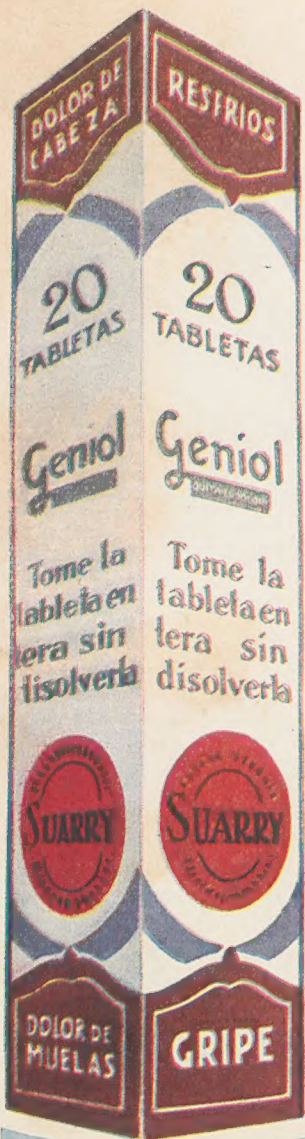 DOLOR DE
CABEZA
20
TABLETAS
Geniol
Tome la
tableta en
tera sin
disolverla
SUARRY
DOLOR DE
MUELAS
RESFRIOS
20
TABLETAS
Geniol
Tome la
tableta en
tera sin
disolverla
SUARRY
GRIPE